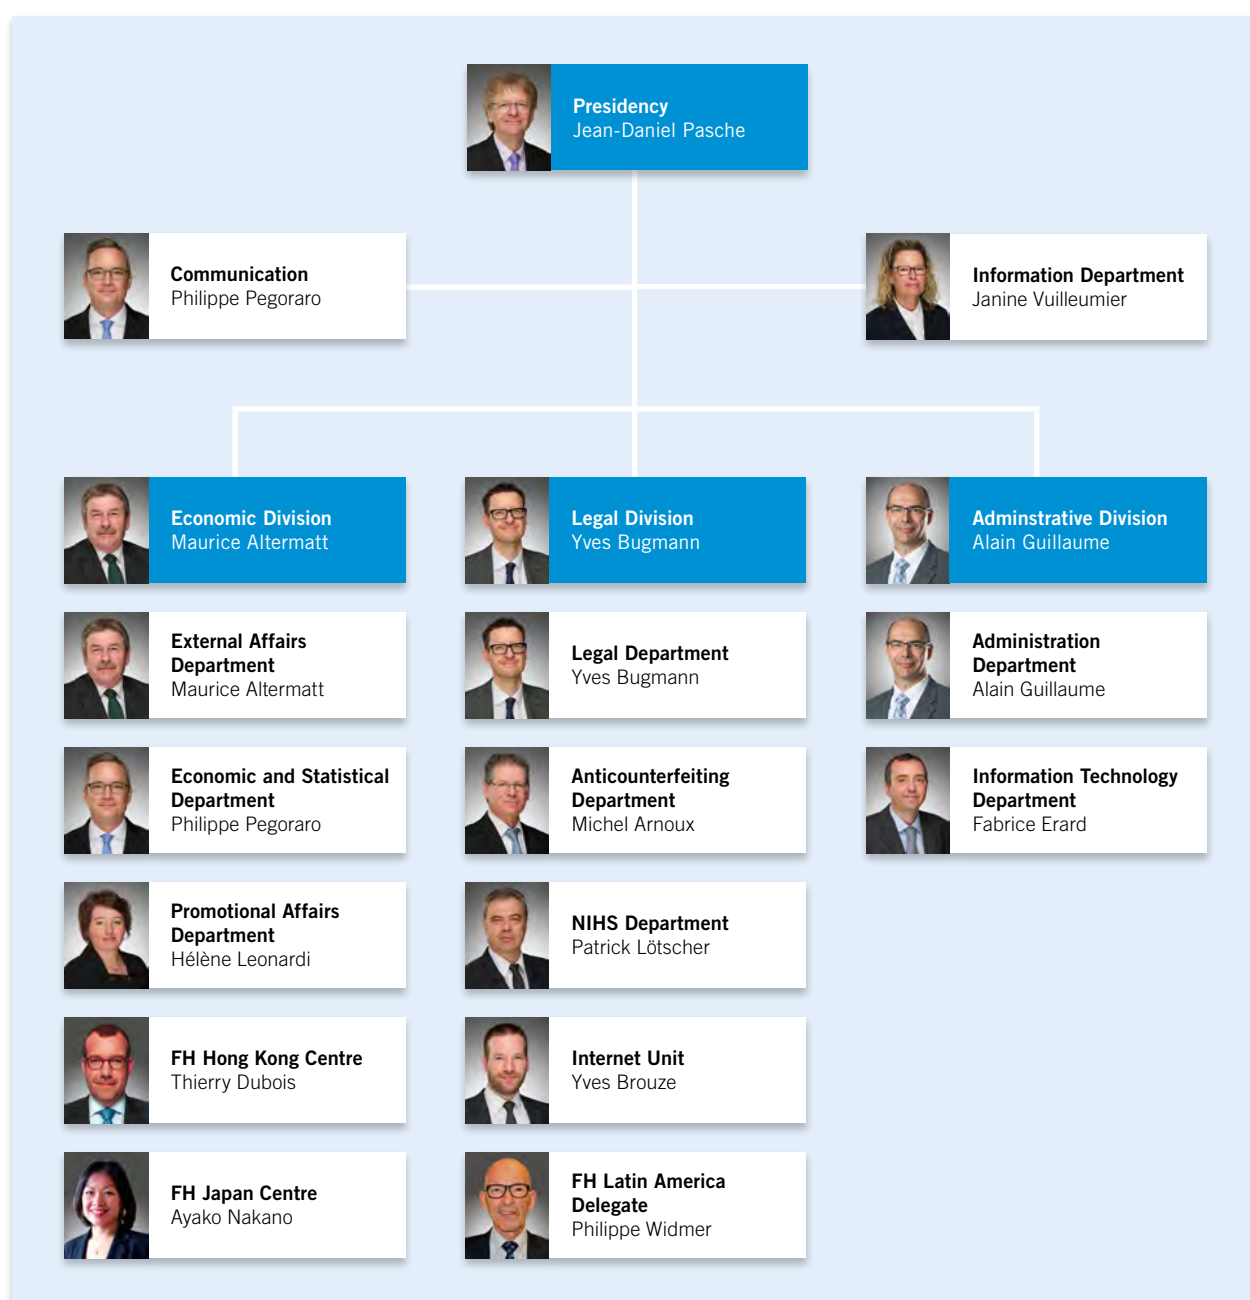 Presidency
Jean-Daniel Pasche
Communication
Philippe Pegoraro
Information Department
Janine Vuilleumier
Economic Division
Maurice Altermatt
Legal Division
Yves Bugmann
Adminstrative Division
Alain Guillaume
External Affairs
Department
Maurice Altermatt
Legal Department
Yves Bugmann
Administration
Department
Alain Guillaume
Economic and Statistical
Department
Philippe Pegoraro
Anticounterfeiting
Department
Michel Arnoux
Information Technology
Department
Fabrice Erard
Promotional Affairs
Department
Hélène Leonardi
NIHS Department
Patrick Lötscher
FH Hong Kong Centre
Thierry Dubois
Internet Unit
Yves Brouze
FH Japan Centre
Ayako Nakano
FH Latin America
Delegate
Philippe Widmer